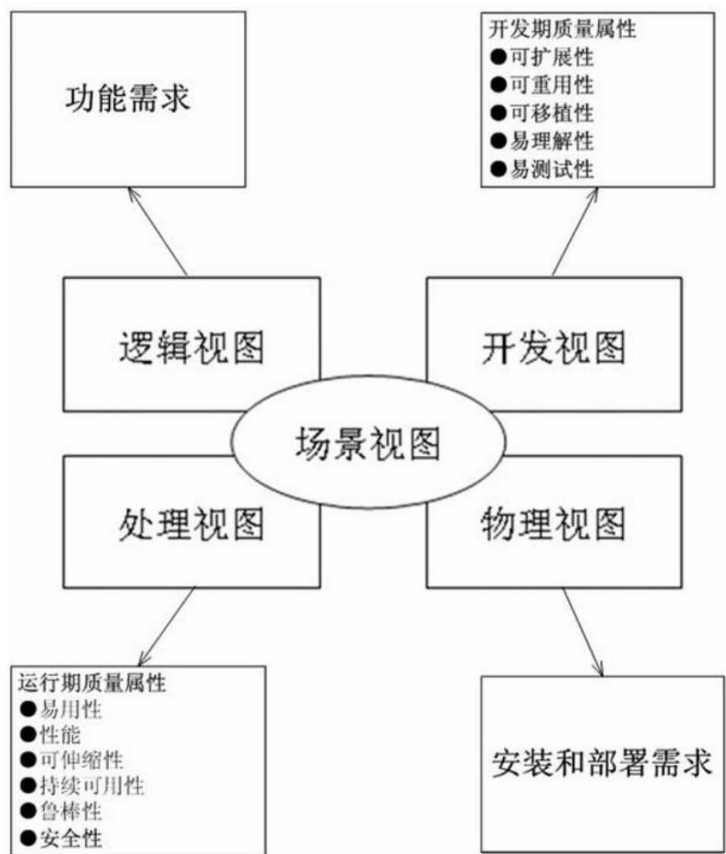 功能需求
开发期质量属性
●可扩展性
●可重用性
●可移植性
●易理解性
●易测试性
逻辑视图
开发视图
场景视图
处理视图
物理视图
运行期质量属性
●易用性
●性能
●可伸缩性
●持续可用性
●鲁棒性
●安全性
安装和部署需求